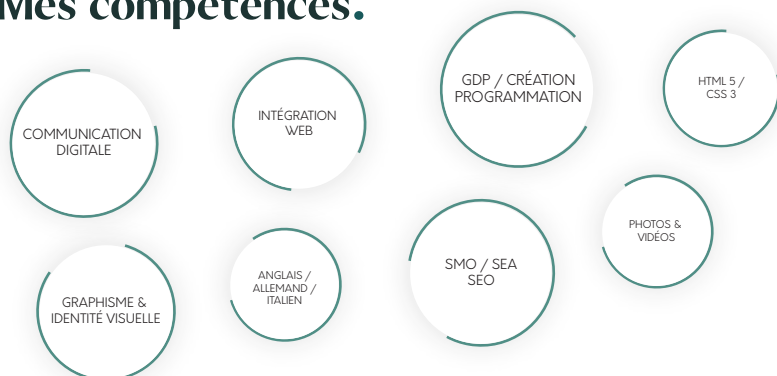 Mes compétences.
COMMUNICATION
DIGITALE
INTÉGRATION
WEB
GDP / CRÉATION
PROGRAMMATION
HTML 5 /
CSS 3
GRAPHISME &
IDENTITÉ VISUELLE
ANGLAIS /
ALLEMAND /
ITALIEN
SMO / SEA
SEO
PHOTOS &
VIDÉOS